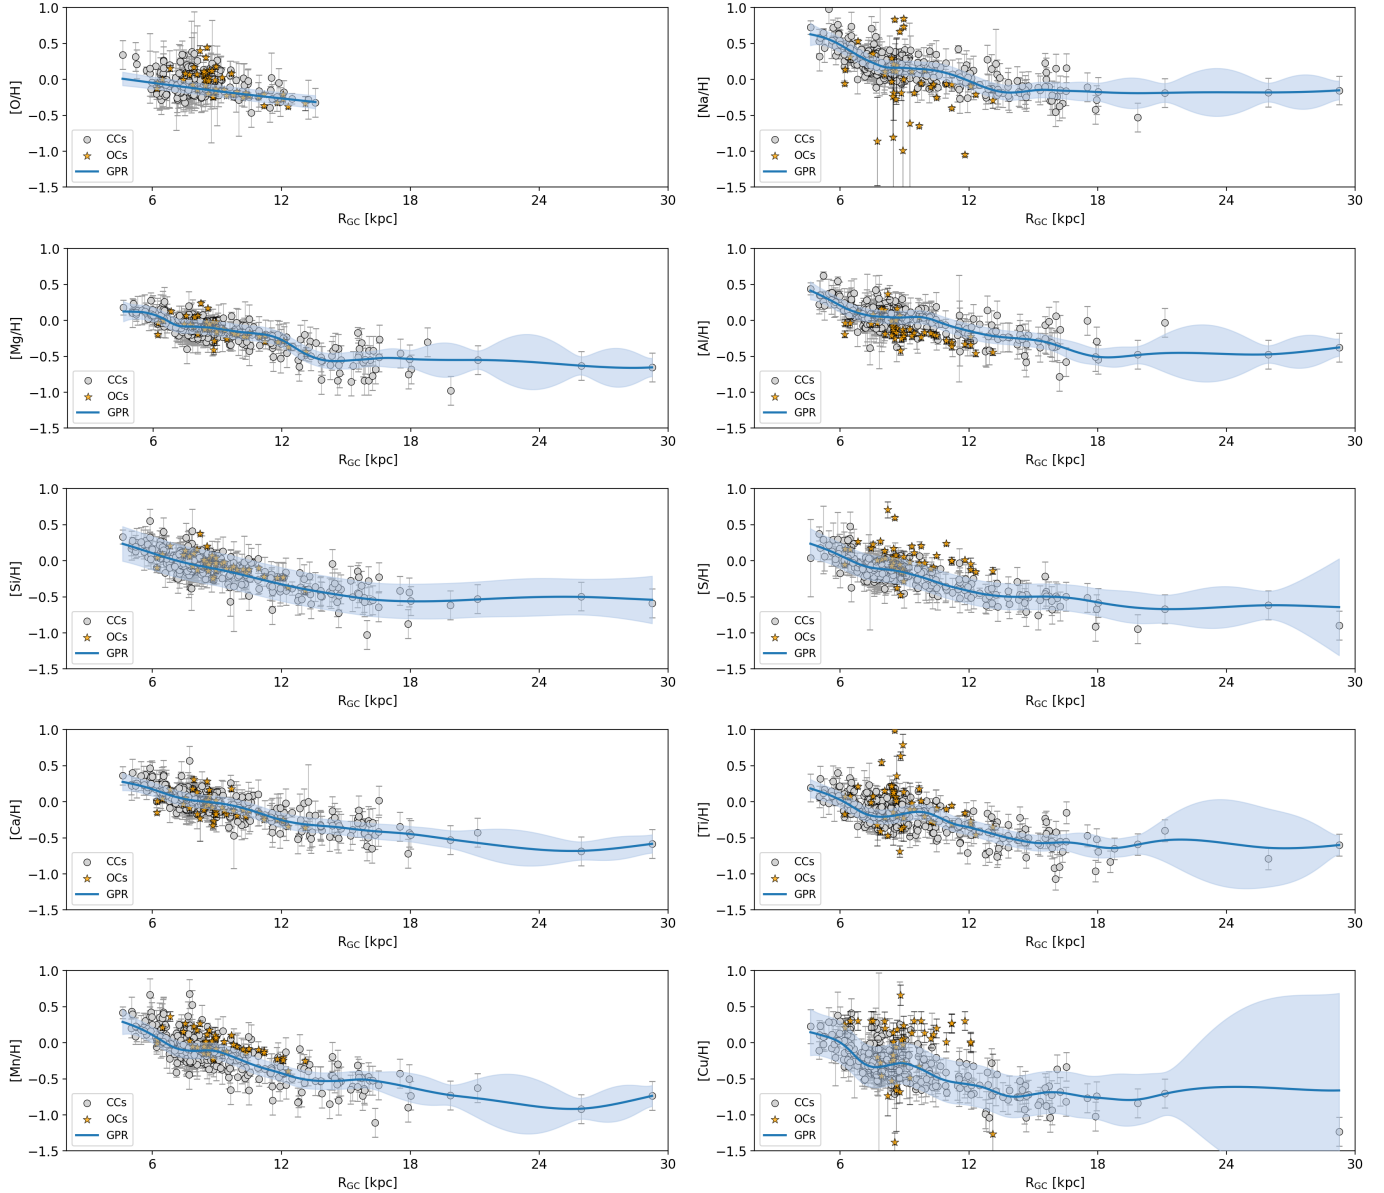 0.5
0.0
−0.5
−1.0
−1.5
[O/H]
CCs
OCs
GPR
6
12
18
24
30
R_GC [kpc]
0.5
0.0
−0.5
−1.0
−1.5
[Na/H]
CCs
OCs
GPR
6
12
18
24
30
R_GC [kpc]
1.0
0.5
0.0
−0.5
−1.0
−1.5
[Mg/H]
CCs
OCs
GPR
6
12
18
24
30
R_GC [kpc]
1.0
0.5
0.0
−0.5
−1.0
−1.5
[Al/H]
CCs
OCs
GPR
6
12
18
24
30
R_GC [kpc]
1.0
0.5
0.0
−0.5
−1.0
−1.5
[Si/H]
CCs
OCs
GPR
6
12
18
24
30
R_GC [kpc]
1.0
0.5
0.0
−0.5
−1.0
−1.5
[S/H]
CCs
OCs
GPR
6
12
18
24
30
R_GC [kpc]
1.0
0.5
0.0
−0.5
−1.0
−1.5
[Ca/H]
CCs
OCs
GPR
6
12
18
24
30
R_GC [kpc]
1.0
0.5
0.0
−0.5
−1.0
−1.5
[Ti/H]
CCs
OCs
GPR
6
12
18
24
30
R_GC [kpc]
1.0
0.5
0.0
−0.5
−1.0
−1.5
[Mn/H]
CCs
OCs
GPR
6
12
18
24
30
R_GC [kpc]
1.0
0.5
0.0
−0.5
−1.0
−1.5
[Cu/H]
CCs
OCs
GPR
6
12
18
24
30
R_GC [kpc]